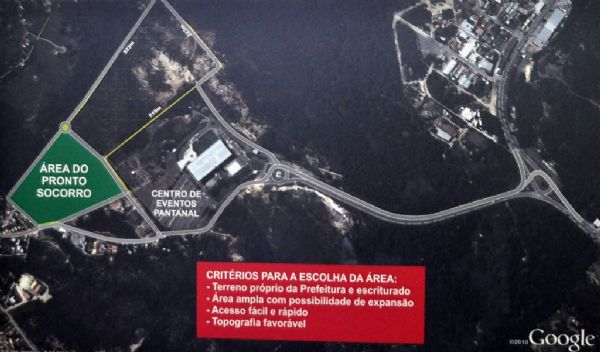 ÁREA DO
PRONTO
SOCORRO
CENTRO DE
EVENTOS
PANTANAL
CRITÉRIOS PARA A ESCOLHA DA ÁREA:
- Terreno próprio da Prefeitura e escriturado
- Área ampla com possibilidade de expansão
- Acesso fácil e rápido
- Topografia favorável
©2010 Google